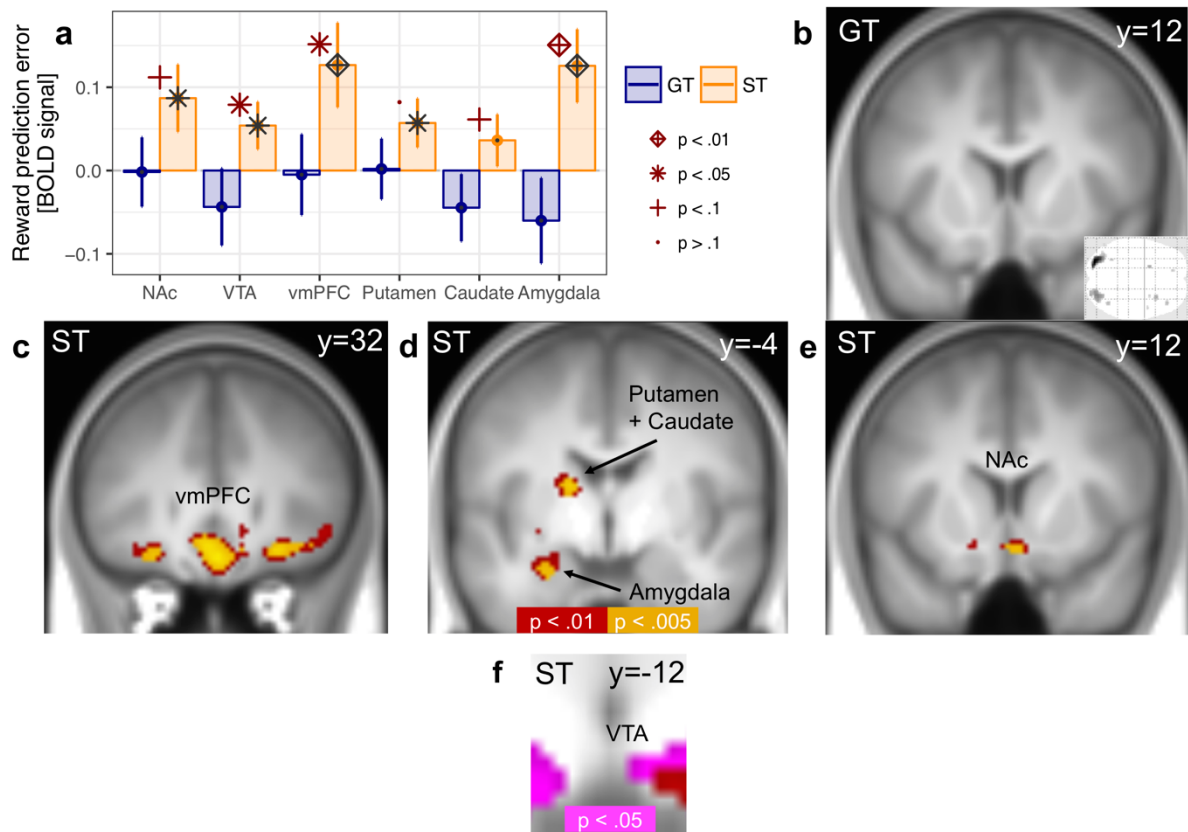 a
Reward prediction error
[BOLD signal]
0.1
0.0
−0.1
NAc VTA vmPFC Putamen Caudate Amygdala
GT ST
p < .01
p < .05
p < .1
p > .1
b GT y=12
c ST y=32
vmPFC
d ST y=-4
Putamen
+ Caudate
Amygdala
p < .01 p < .005
e ST y=12
NAc
f ST y=-12
VTA
p < .05